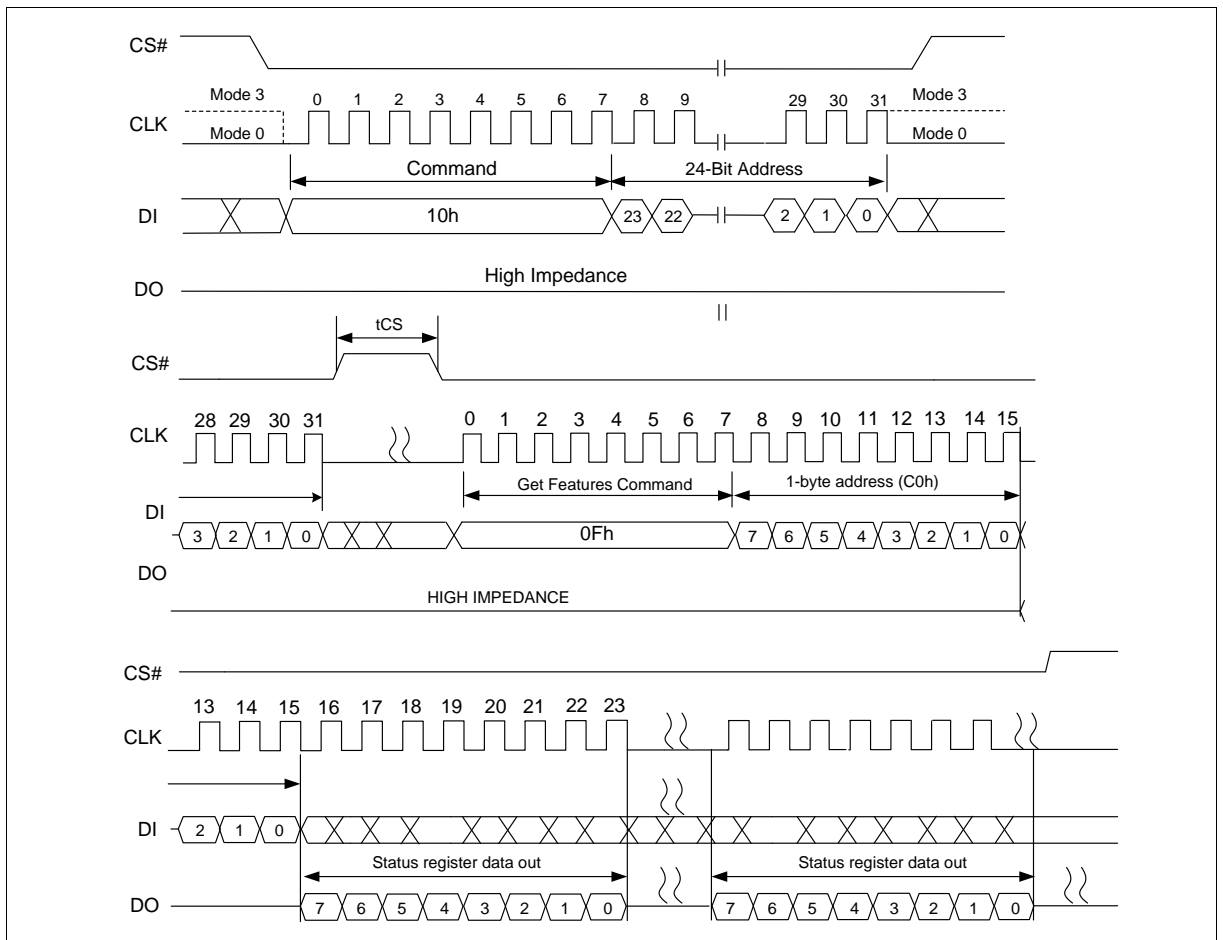 CS#
Mode 3 0 1 2 3 4 5 6 7 8 9 29 30 31 Mode 3
CLK
Mode 0 Mode 0
Command 24-Bit Address
DI 10h 23 22 2 1 0
High Impedance
DO
tCS
CS#
28 29 30 31 0 1 2 3 4 5 6 7 8 9 10 11 12 13 14 15
CLK
Get Features Command 1-byte address (C0h)
DI
3 2 1 0 0Fh 7 6 5 4 3 2 1 0
DO
HIGH IMPEDANCE
CS#
13 14 15 16 17 18 19 20 21 22 23
CLK
DI 2 1 0
Status register data out Status register data out
DO 7 6 5 4 3 2 1 0 7 6 5 4 3 2 1 0